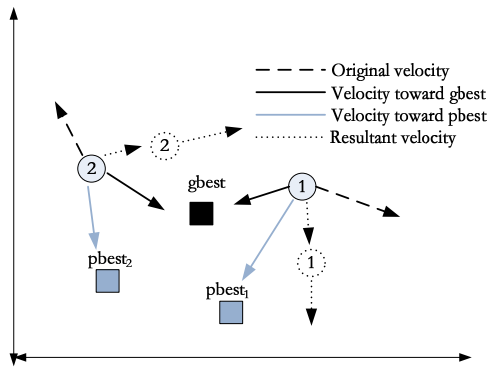 Original velocity
Velocity toward gbest
Velocity toward pbest
Resultant velocity
2
2
gbest
1
pbest₂
1
pbest₁